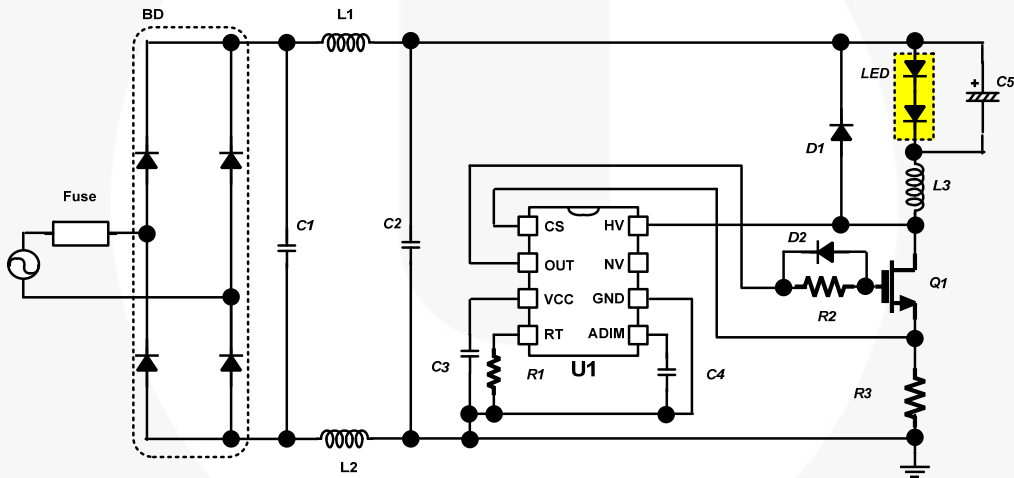 BD
L1
LED
+
C5
D1
L3
Fuse
C1
C2
CS
HV
D2
OUT
NV
Q1
VCC
GND
R2
RT
ADIM
C3
R1
U1
C4
R3
L2